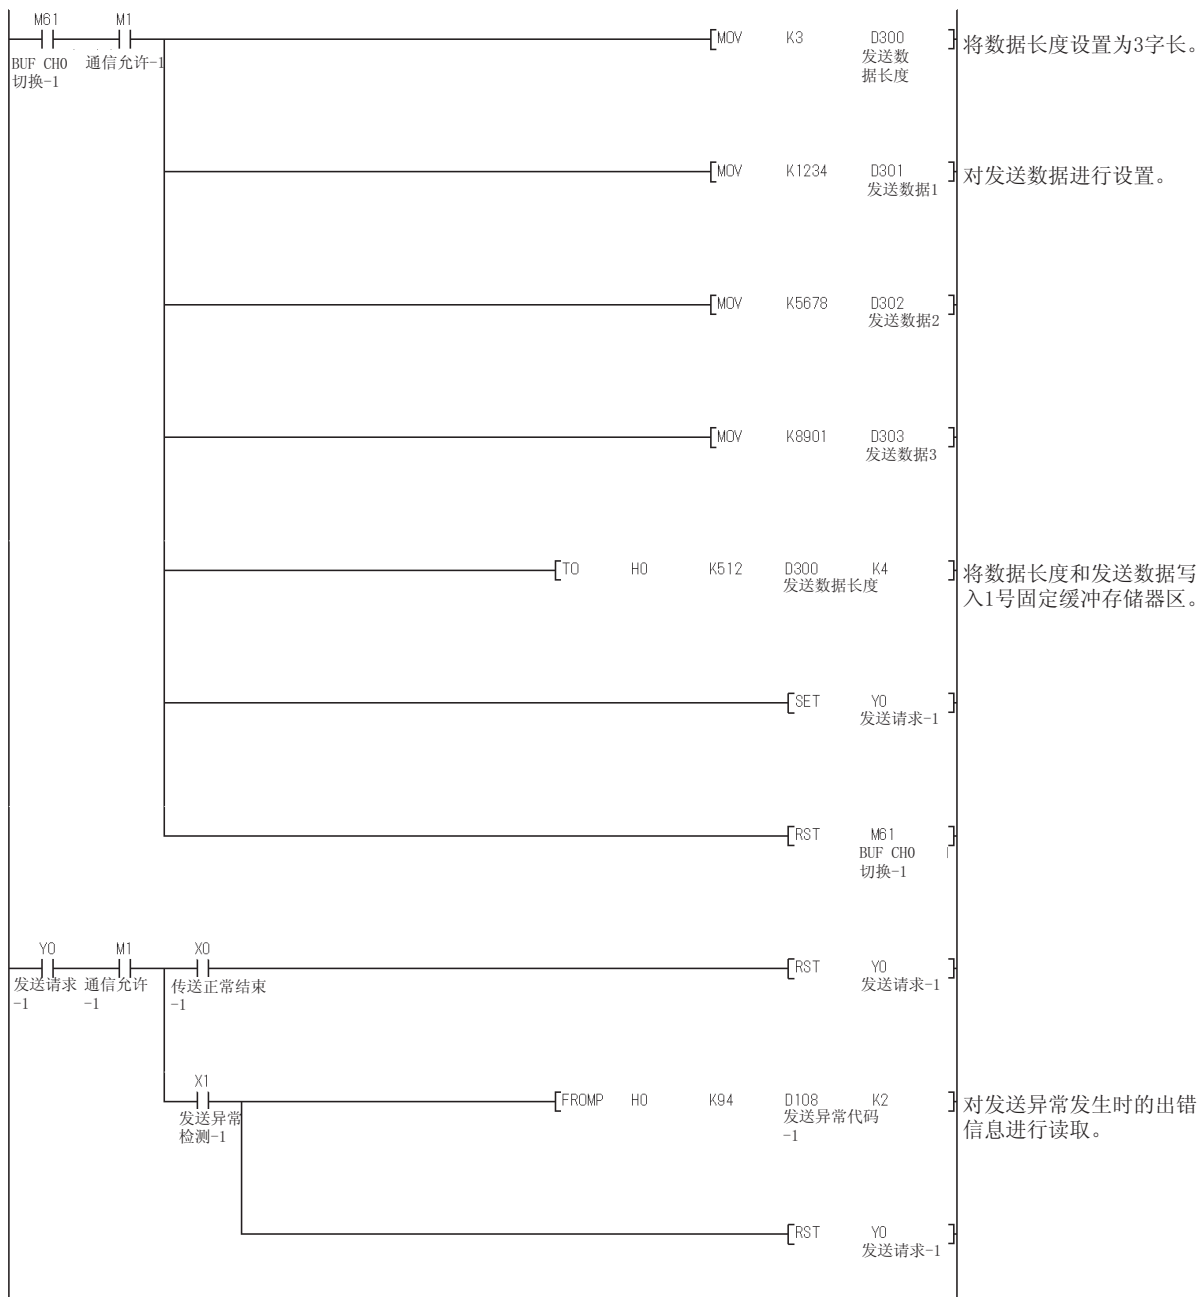 M61 M1
[MOV K3 D300 ] 将数据长度设置为3字长。
BUF CH0 通信允许-1 发送数
切换-1 据长度
[MOV K1234 D301 ] 对发送数据进行设置。
发送数据1
[MOV K5678 D302 ]
发送数据2
[MOV K8901 D303 ]
发送数据3
[TO H0 K512 D300 K4 ] 将数据长度和发送数据写
发送数据长度 入1号固定缓冲存储器区。
[SET Y0 ]
发送请求-1
[RST M61 ]
BUF CH0
切换-1
Y0 M1 X0
[RST Y0 ]
发送请求 通信允许 传送正常结束 发送请求-1
-1 -1 -1
X1
[FROMP H0 K94 D108 K2 ] 对发送异常发生时的出错
发送异常 发送异常代码 信息进行读取。
检测-1 -1
[RST Y0 ]
发送请求-1